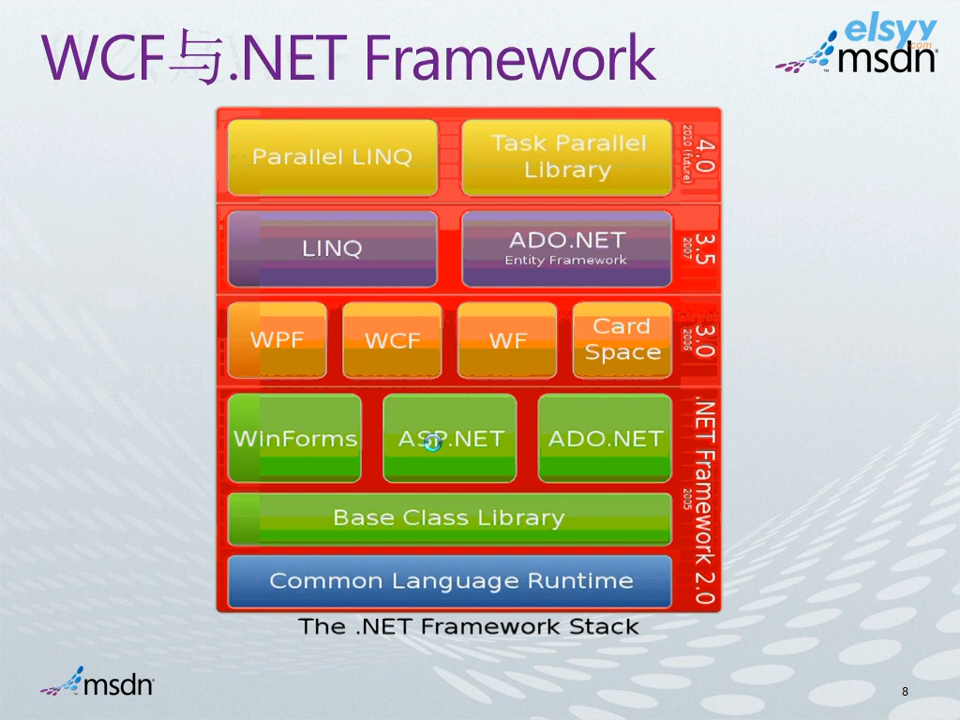 WCF与.NET Framework
elsyy
.com
msdn
Parallel LINQ
Task Parallel
Library
4.0
2010 (future)
LINQ
ADO.NET
Entity Framework
3.5
2007
WPF
WCF
WF
Card
Space
3.0
2006
WinForms
ASP.NET
ADO.NET
Base Class Library
Common Language Runtime
.NET Framework 2.0
2005
The .NET Framework Stack
msdn
8